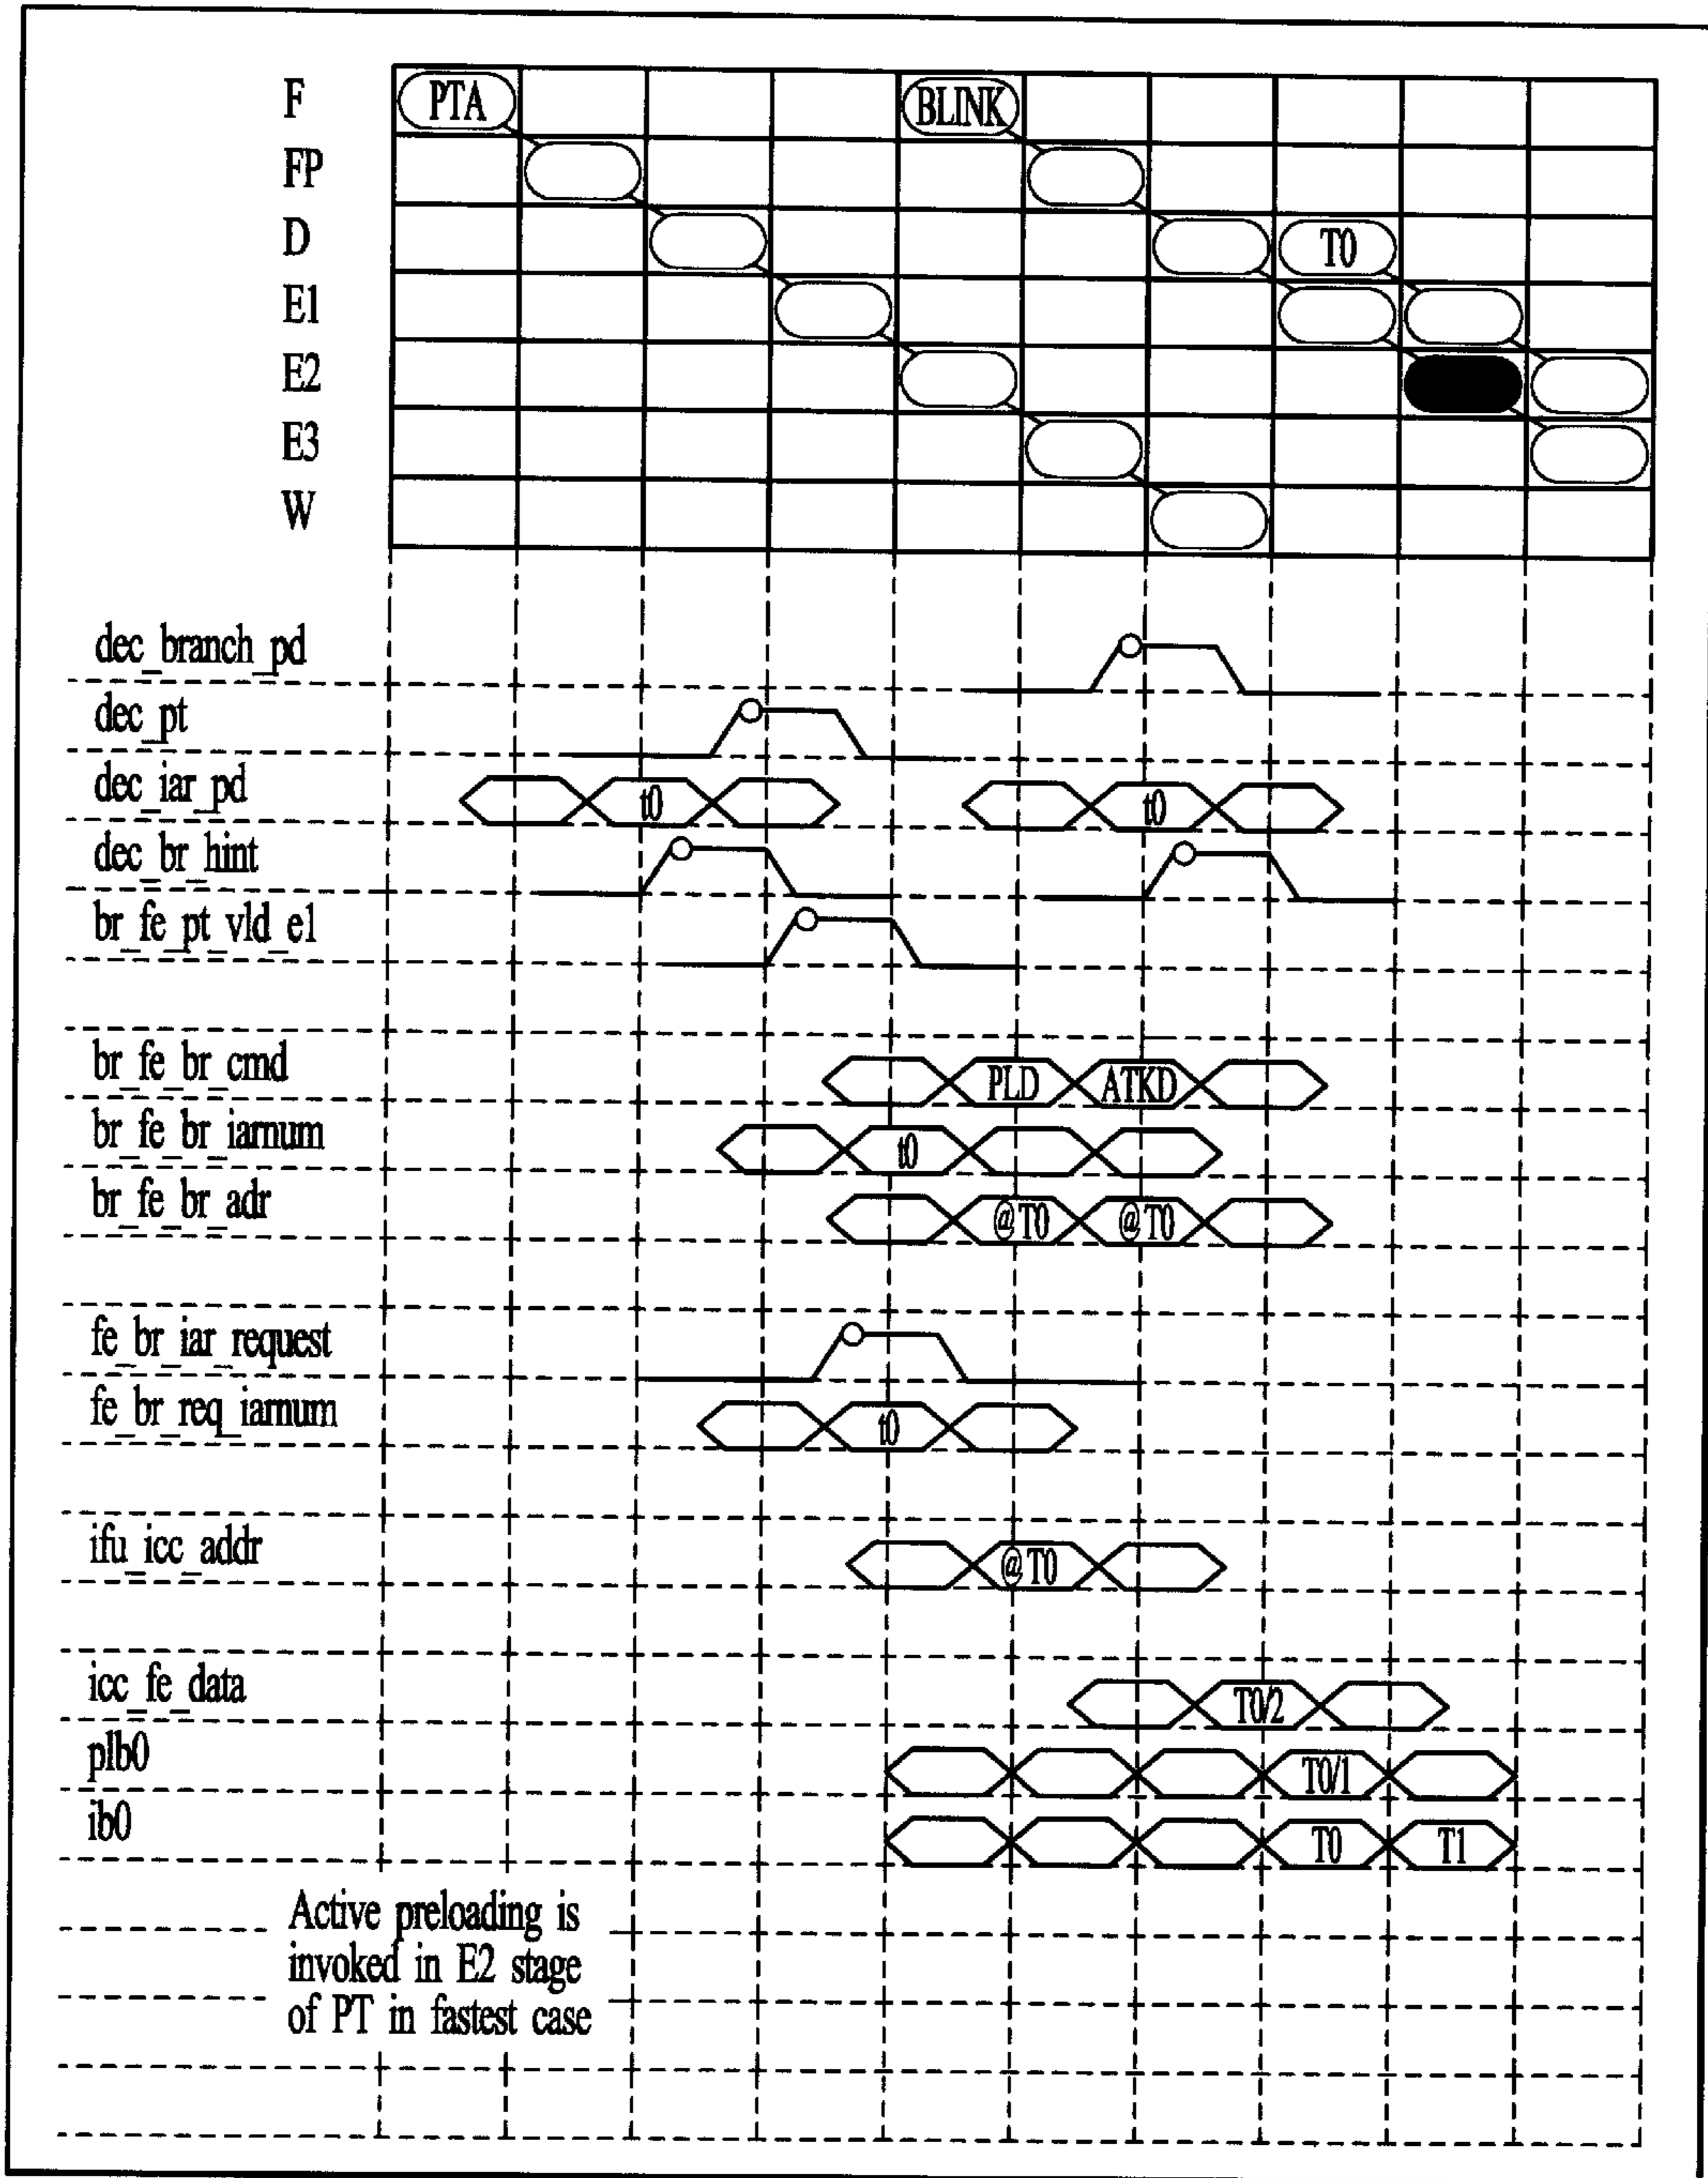 F PTA BLINK
FP
D T0
E1
E2
E3
W
dec_branch_pd
dec_pt
dec_iar_pd t0 t0
dec_br_hint
br_fe_pt_vld_e1
br_fe_br_cmd PLD ATKD
br_fe_br_iarnum t0
br_fe_br_adr @T0 @T0
fe_br_iar_request
fe_br_req_iarnum t0
ifu_icc_addr @T0
icc_fe_data T0/2
plb0 T0/1
ib0 T0 T1
Active preloading is
invoked in E2 stage
of PT in fastest case